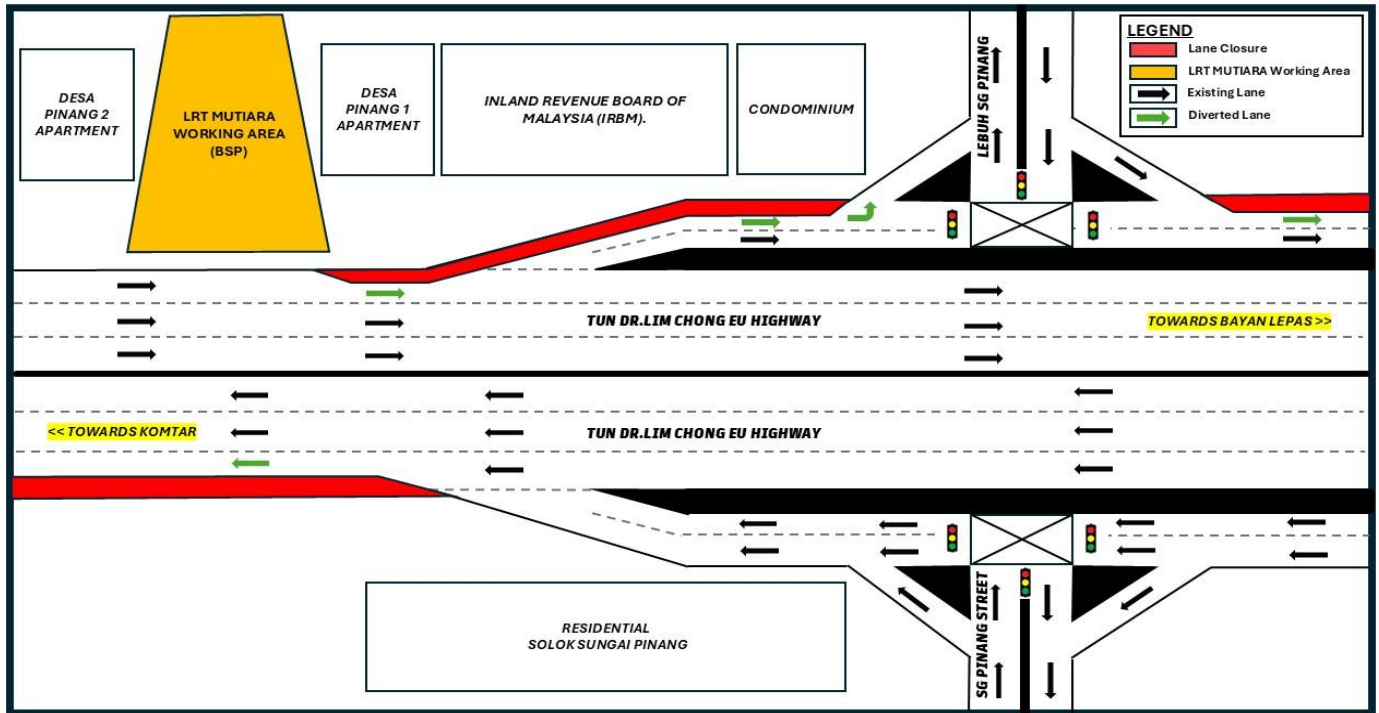 DESA
PINANG 2
APARTMENT
LRT MUTIARA
WORKING AREA
(BSP)
DESA
PINANG 1
APARTMENT
INLAND REVENUE BOARD OF
MALAYSIA (IRBM).
CONDOMINIUM
LEBUH SG PINANG
LEGEND
Lane Closure
LRT MUTIARA Working Area
Existing Lane
Diverted Lane
TUN DR.LIM CHONG EU HIGHWAY
TOWARDS BAYAN LEPAS >>
<< TOWARDS KOMTAR
TUN DR.LIM CHONG EU HIGHWAY
RESIDENTIAL
SOLOK SUNGAI PINANG
SG PINANG STREET